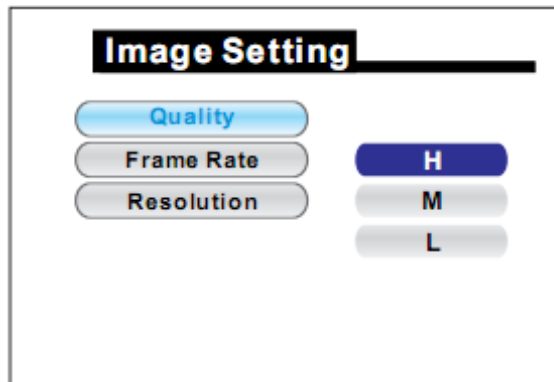 Image Setting
Quality
Frame Rate
Resolution
H
M
L